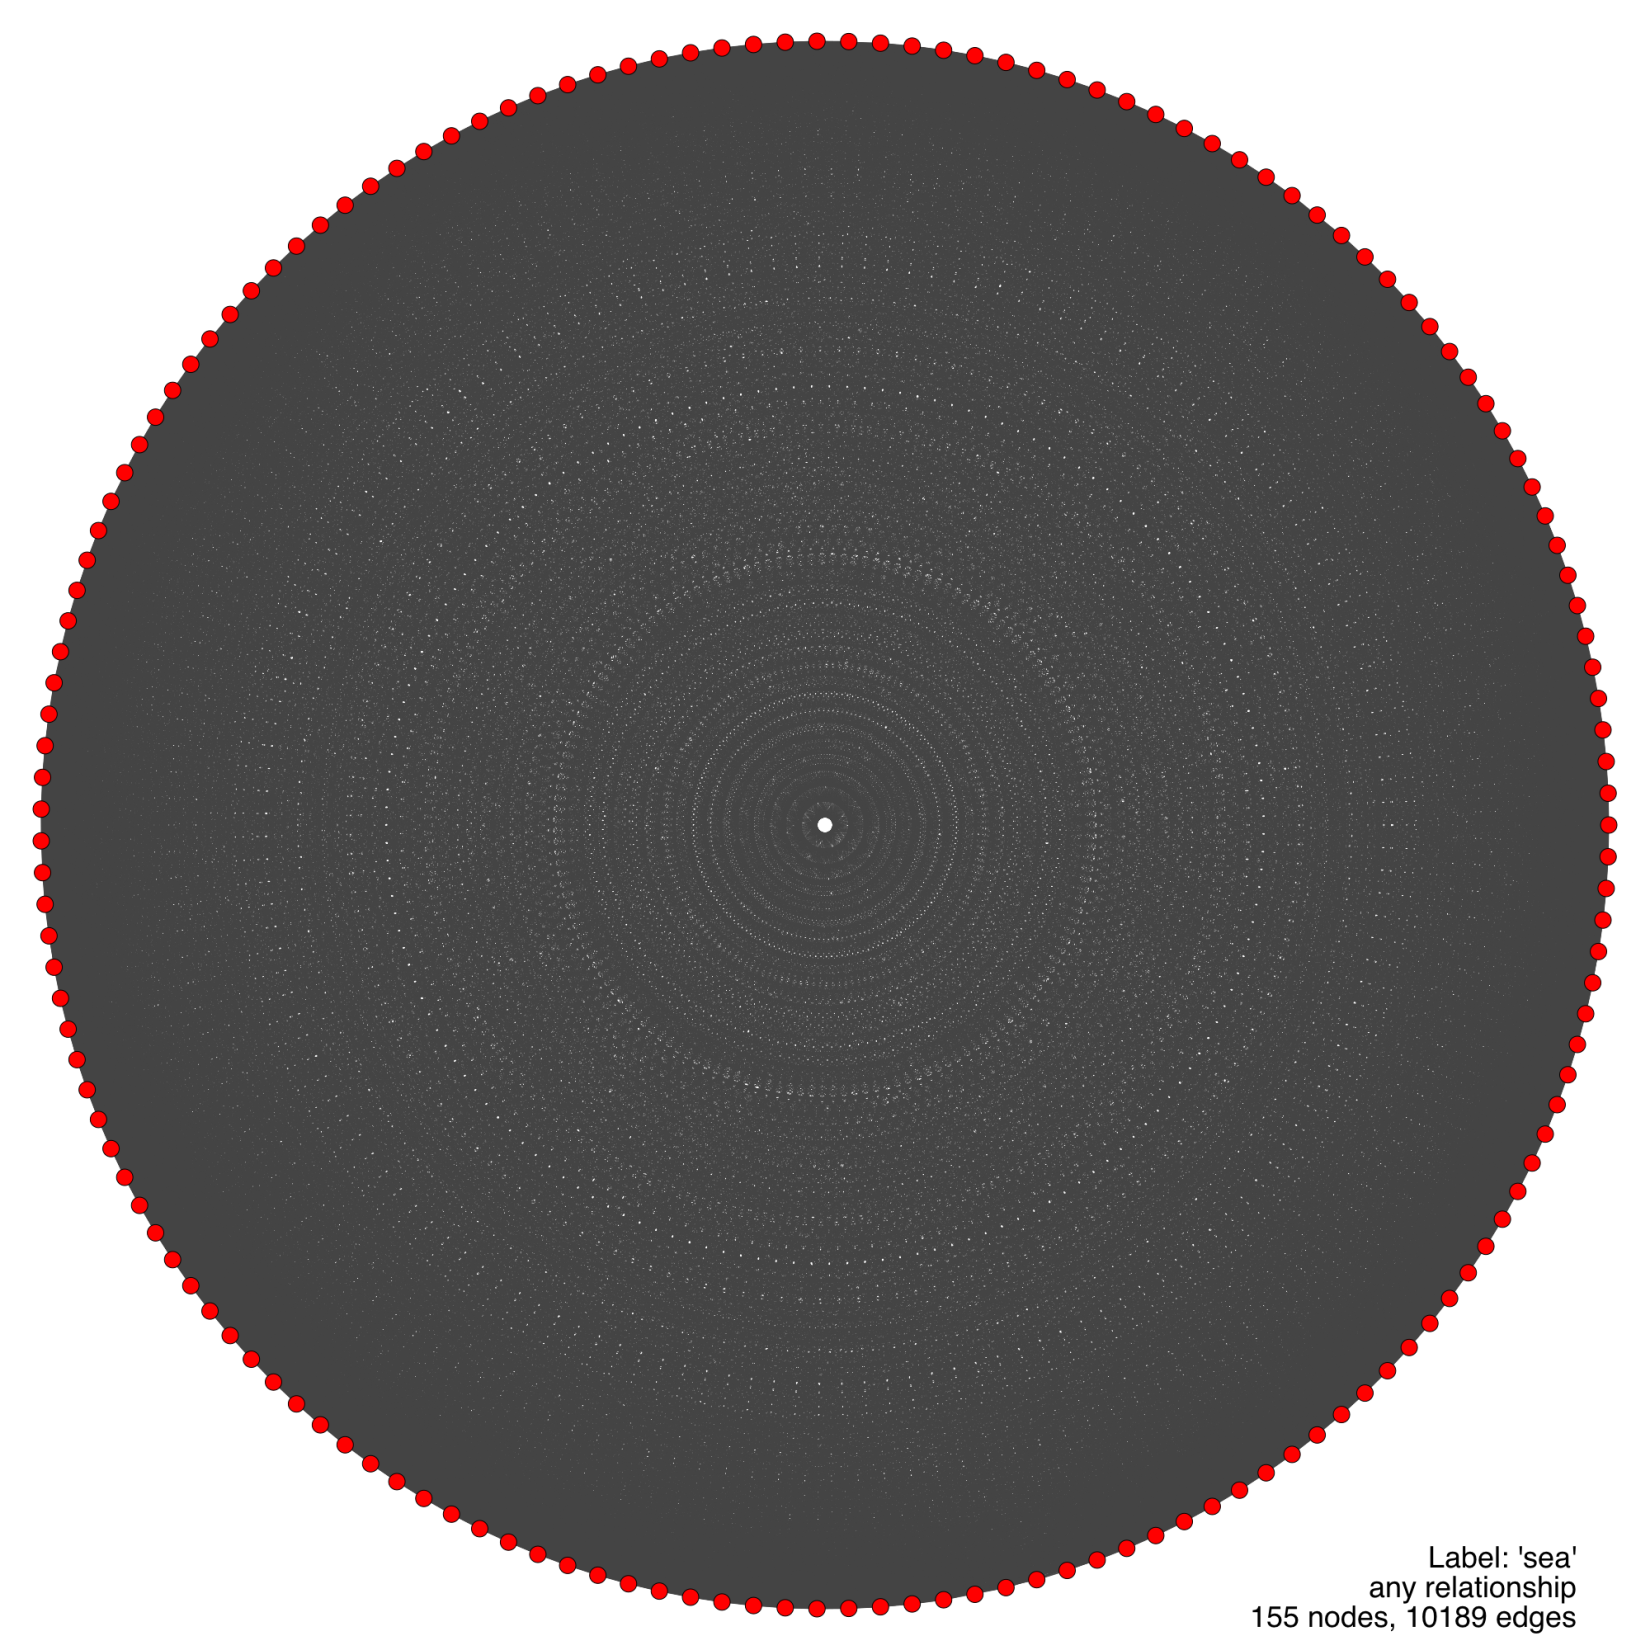 Label: 'sea'
any relationship
155 nodes, 10189 edges